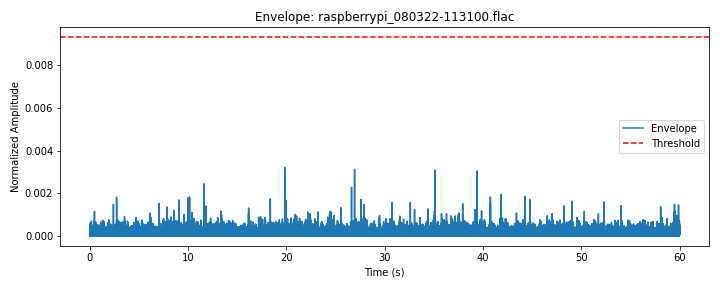 Envelope: raspberrypi_080322-113100.flac
Normalized Amplitude
0.008
0.006
0.004
0.002
0.000
Envelope
Threshold
0
10
20
30
40
50
60
Time (s)